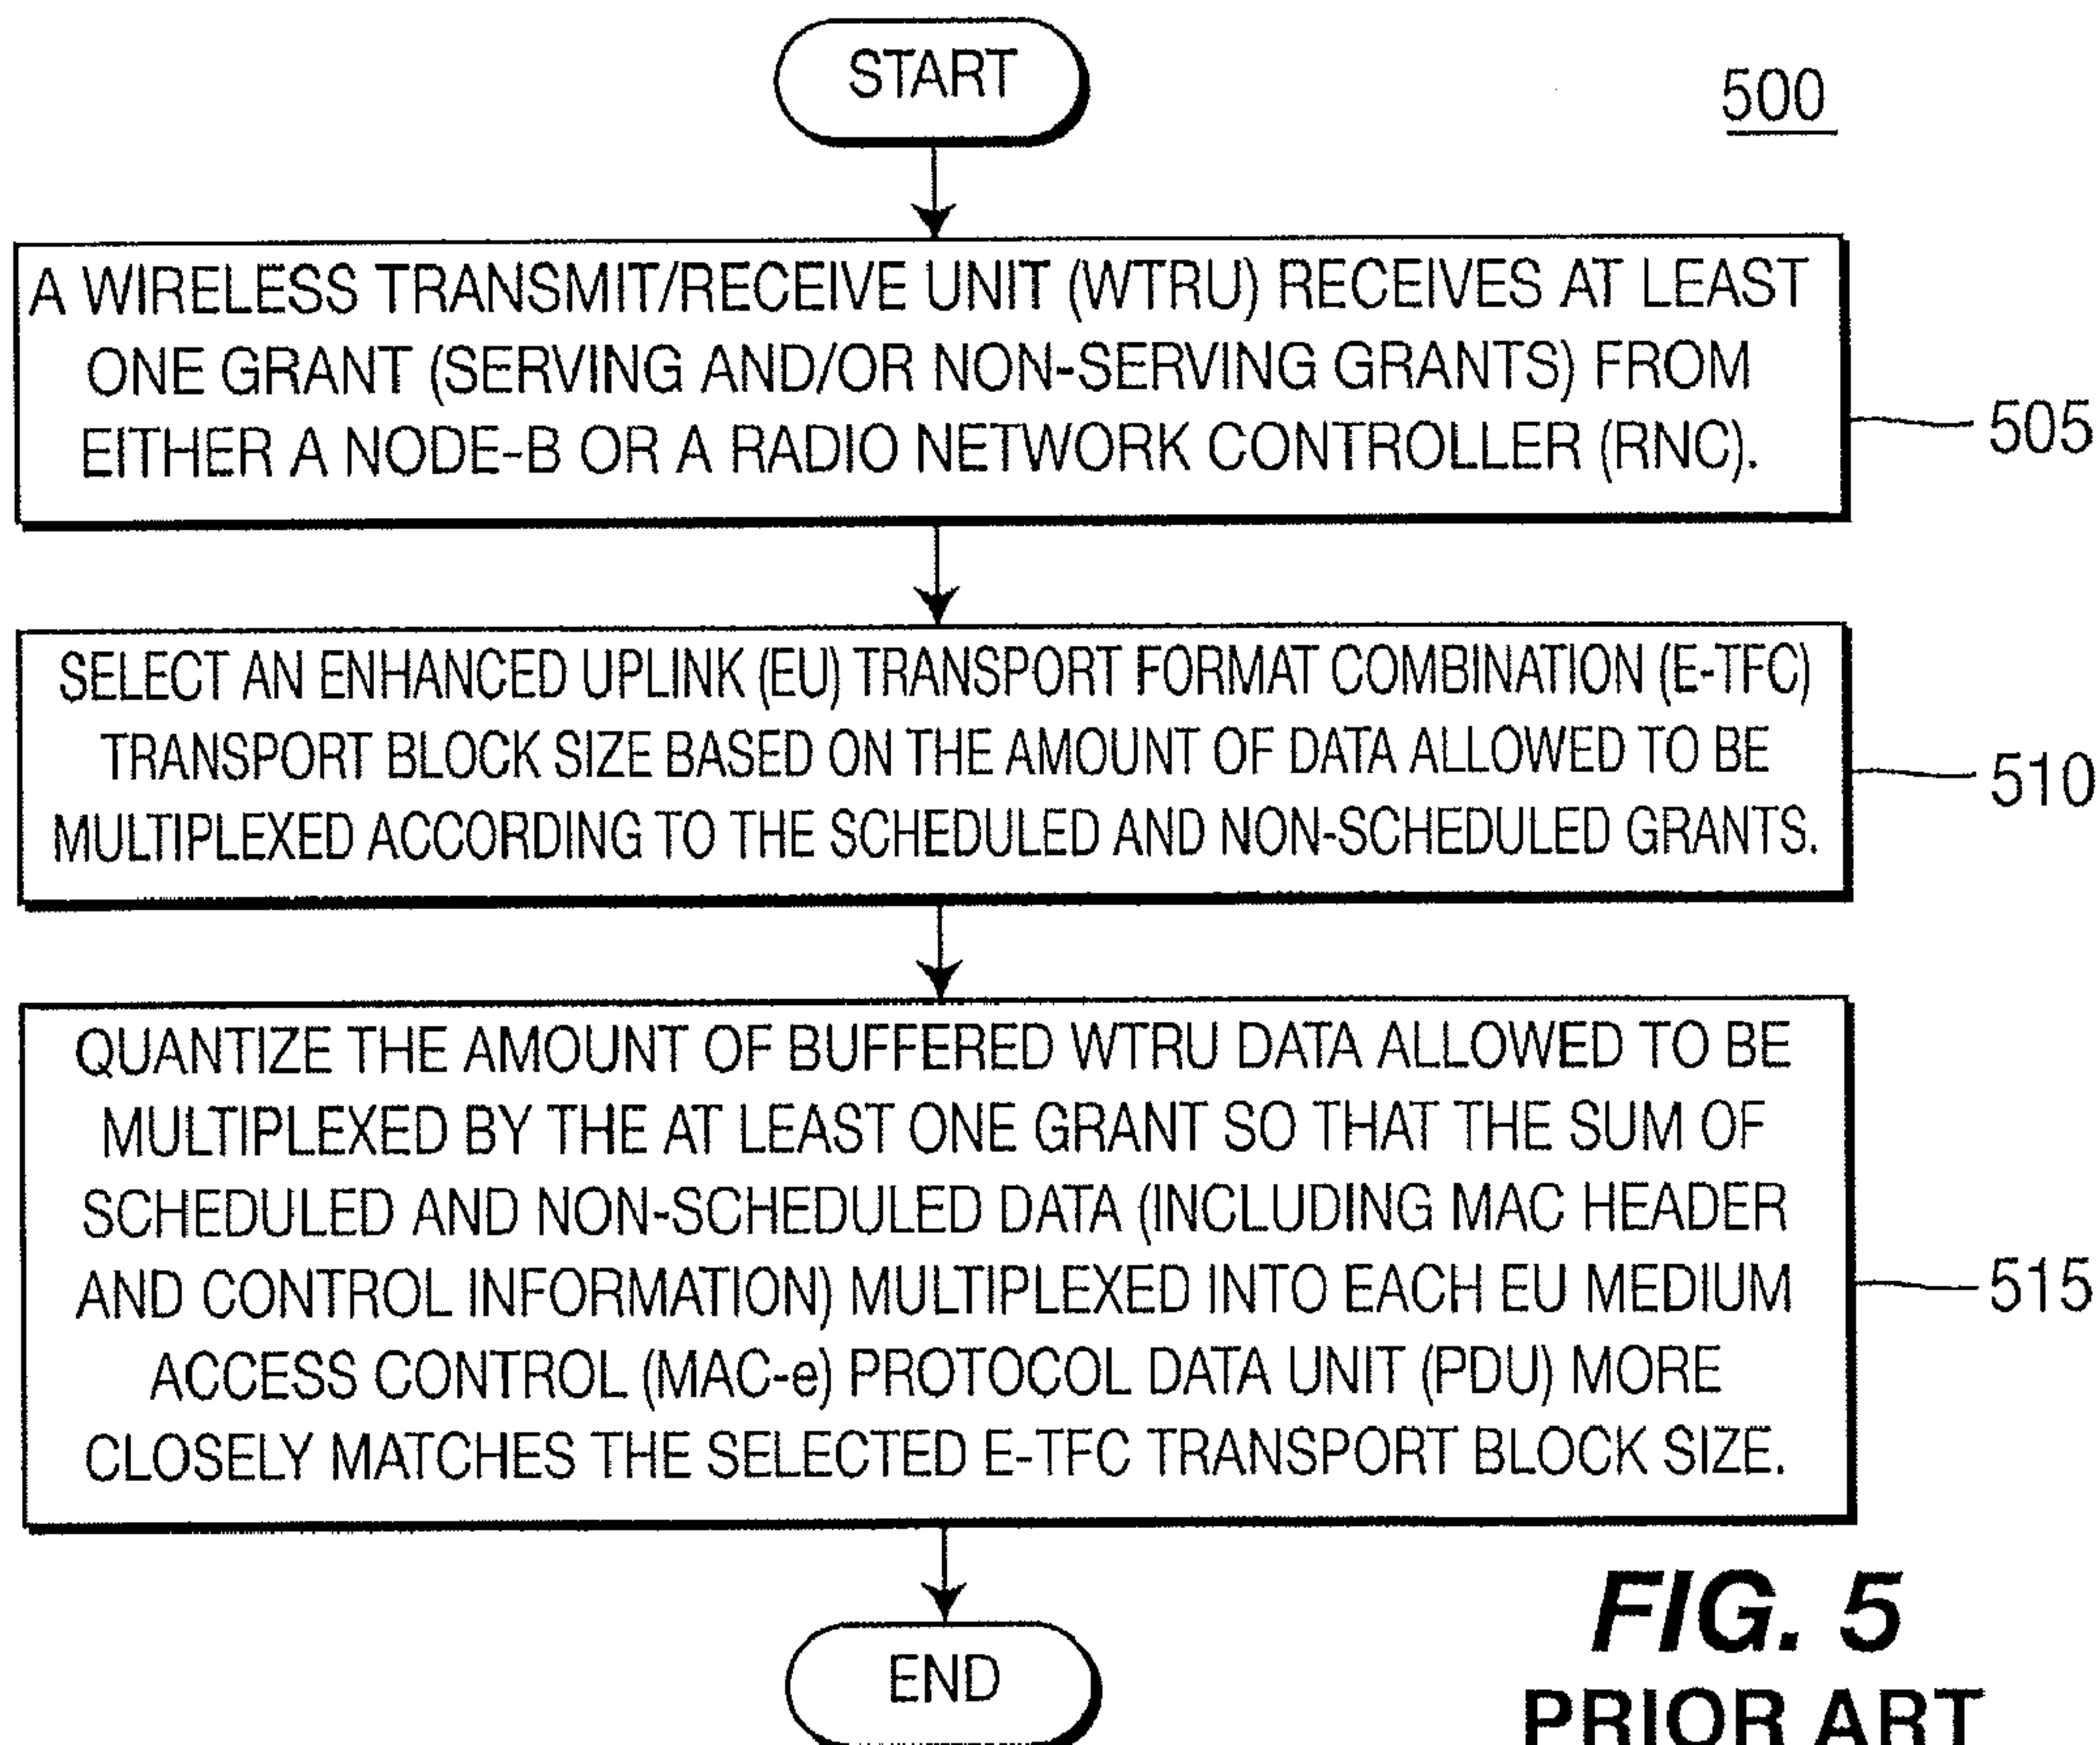 START
500
A WIRELESS TRANSMIT/RECEIVE UNIT (WTRU) RECEIVES AT LEAST
ONE GRANT (SERVING AND/OR NON-SERVING GRANTS) FROM
EITHER A NODE-B OR A RADIO NETWORK CONTROLLER (RNC).
505
SELECT AN ENHANCED UPLINK (EU) TRANSPORT FORMAT COMBINATION (E-TFC)
TRANSPORT BLOCK SIZE BASED ON THE AMOUNT OF DATA ALLOWED TO BE
MULTIPLEXED ACCORDING TO THE SCHEDULED AND NON-SCHEDULED GRANTS.
510
QUANTIZE THE AMOUNT OF BUFFERED WTRU DATA ALLOWED TO BE
MULTIPLEXED BY THE AT LEAST ONE GRANT SO THAT THE SUM OF
SCHEDULED AND NON-SCHEDULED DATA (INCLUDING MAC HEADER
AND CONTROL INFORMATION) MULTIPLEXED INTO EACH EU MEDIUM
ACCESS CONTROL (MAC-e) PROTOCOL DATA UNIT (PDU) MORE
CLOSELY MATCHES THE SELECTED E-TFC TRANSPORT BLOCK SIZE.
515
END
FIG. 5
PRIOR ART